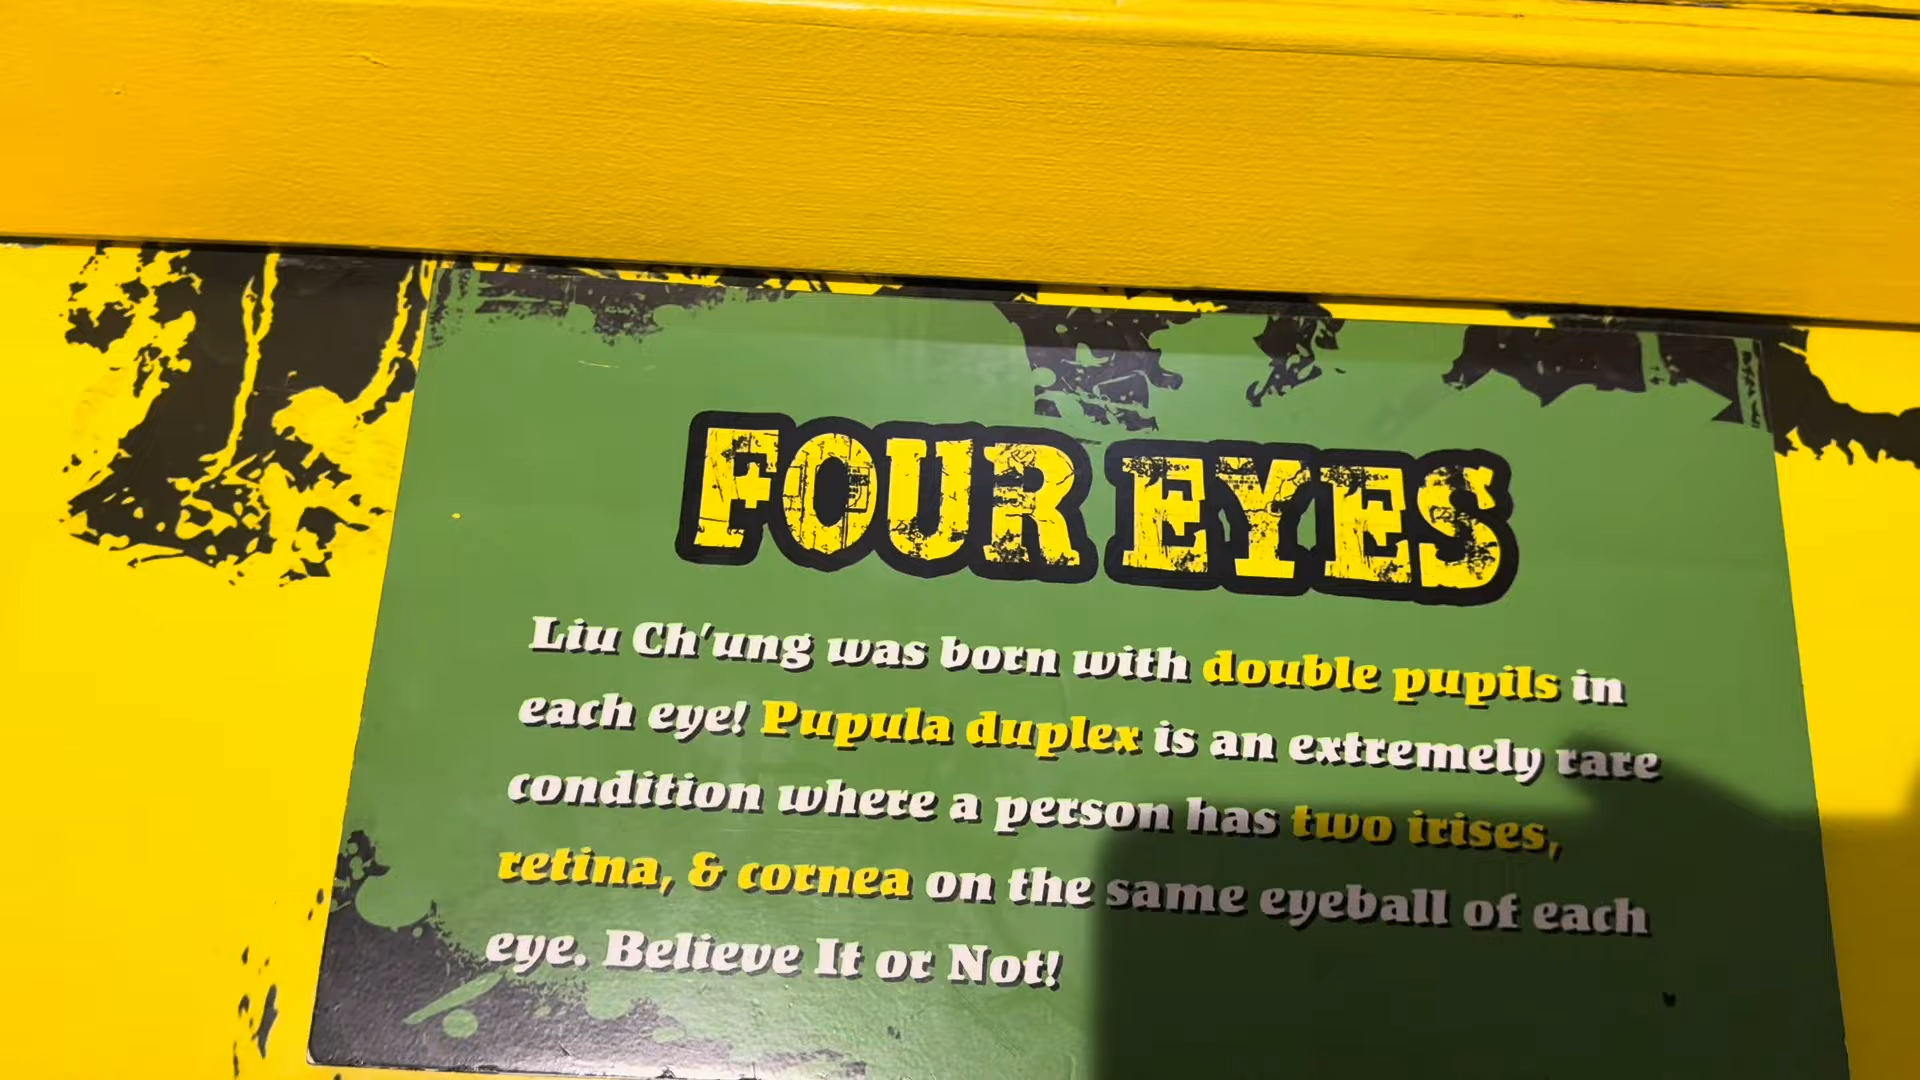 FOUR EYES
Liu Ch'ung was born with double pupils in
each eye! Pupula duplex is an extremely rare
condition where a person has two irises,
retina, & cornea on the same eyeball of each
eye. Believe It or Not!